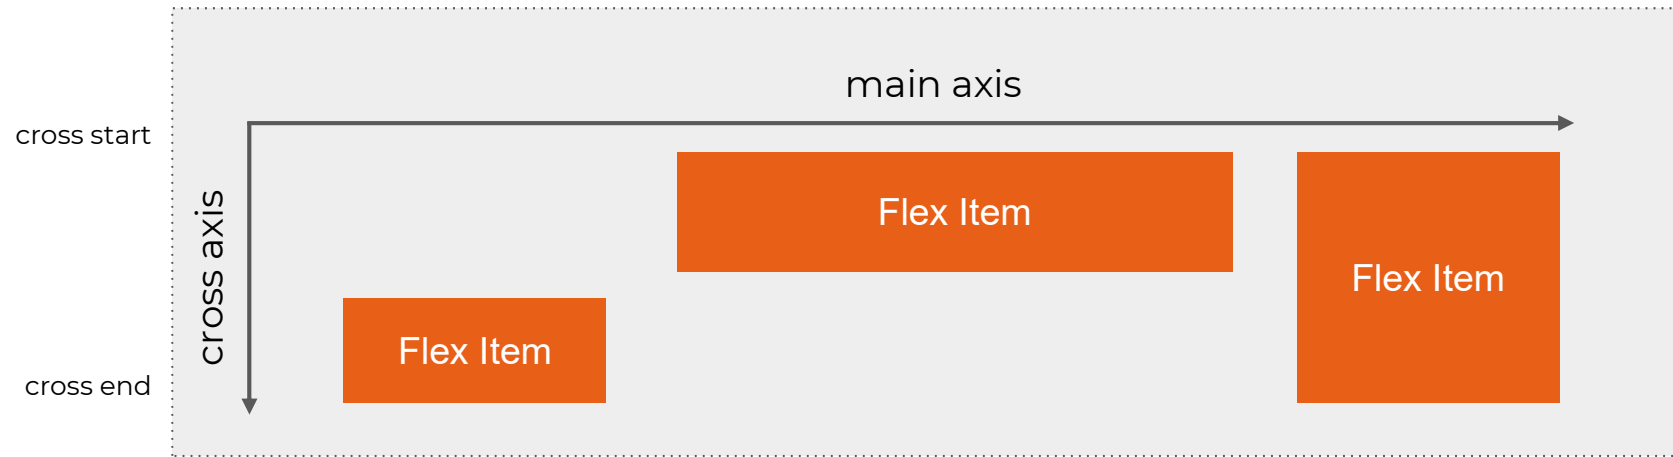 main axis
cross start
cross axis
Flex Item
Flex Item
Flex Item
cross end